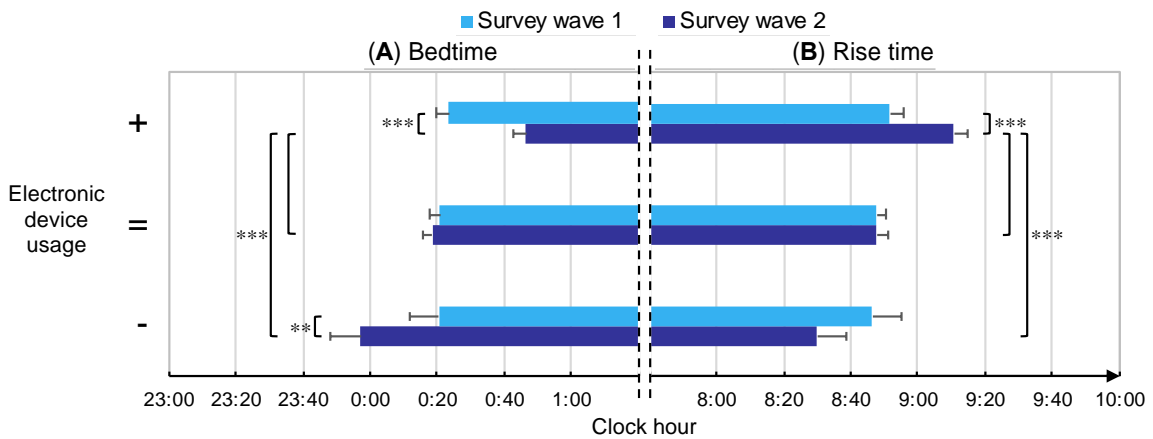 Survey wave 1 Survey wave 2
(A) Bedtime (B) Rise time
+
***
***
Electronic
device
usage
=
***
***
-
**
23:00 23:20 23:40 0:00 0:20 0:40 1:00 8:00 8:20 8:40 9:00 9:20 9:40 10:00
Clock hour